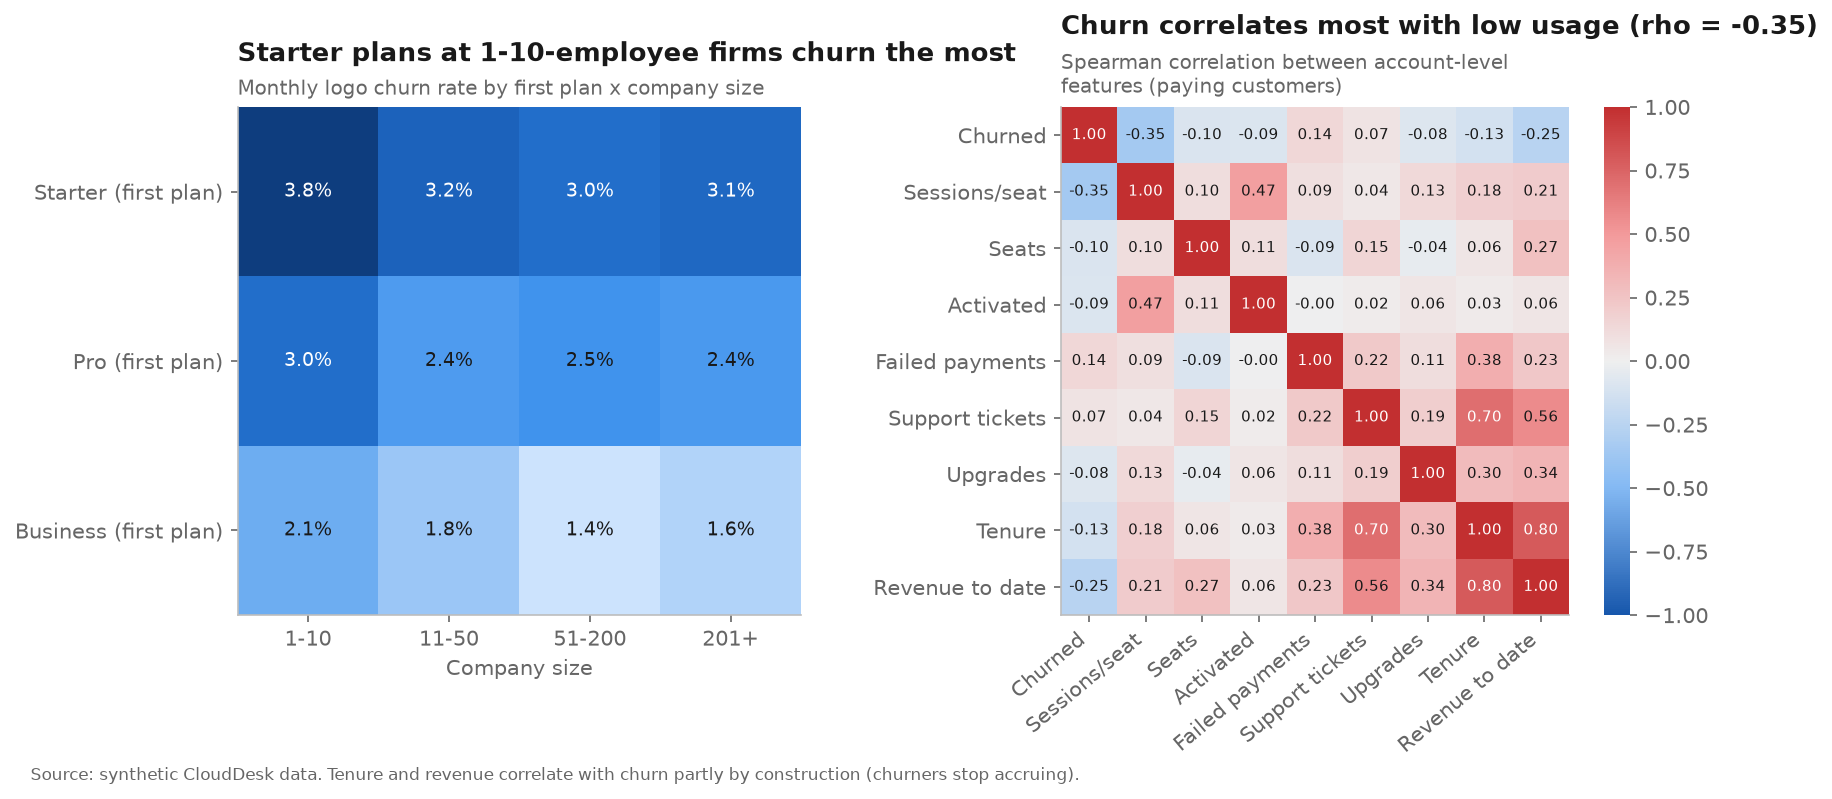 Starter plans at 1-10-employee firms churn the most
Monthly logo churn rate by first plan x company size
Starter (first plan) 3.8% 3.2% 3.0% 3.1%
Pro (first plan) 3.0% 2.4% 2.5% 2.4%
Business (first plan) 2.1% 1.8% 1.4% 1.6%
1-10 11-50 51-200 201+
Company size
Churn correlates most with low usage (rho = -0.35)
Spearman correlation between account-level
features (paying customers)
Churned 1.00 -0.35 -0.10 -0.09 0.14 0.07 -0.08 -0.13 -0.25
Sessions/seat -0.35 1.00 0.10 0.47 0.09 0.04 0.13 0.18 0.21
Seats -0.10 0.10 1.00 0.11 -0.09 0.15 -0.04 0.06 0.27
Activated -0.09 0.47 0.11 1.00 -0.00 0.02 0.06 0.03 0.06
Failed payments 0.14 0.09 -0.09 -0.00 1.00 0.22 0.11 0.38 0.23
Support tickets 0.07 0.04 0.15 0.02 0.22 1.00 0.19 0.70 0.56
Upgrades -0.08 0.13 -0.04 0.06 0.11 0.19 1.00 0.30 0.34
Tenure -0.13 0.18 0.06 0.03 0.38 0.70 0.30 1.00 0.80
Revenue to date -0.25 0.21 0.27 0.06 0.23 0.56 0.34 0.80 1.00
Churned
Sessions/seat
Seats
Activated
Failed payments
Support tickets
Upgrades
Tenure
Revenue to date
1.00
0.75
0.50
0.25
0.00
−0.25
−0.50
−0.75
−1.00
Source: synthetic CloudDesk data. Tenure and revenue correlate with churn partly by construction (churners stop accruing).